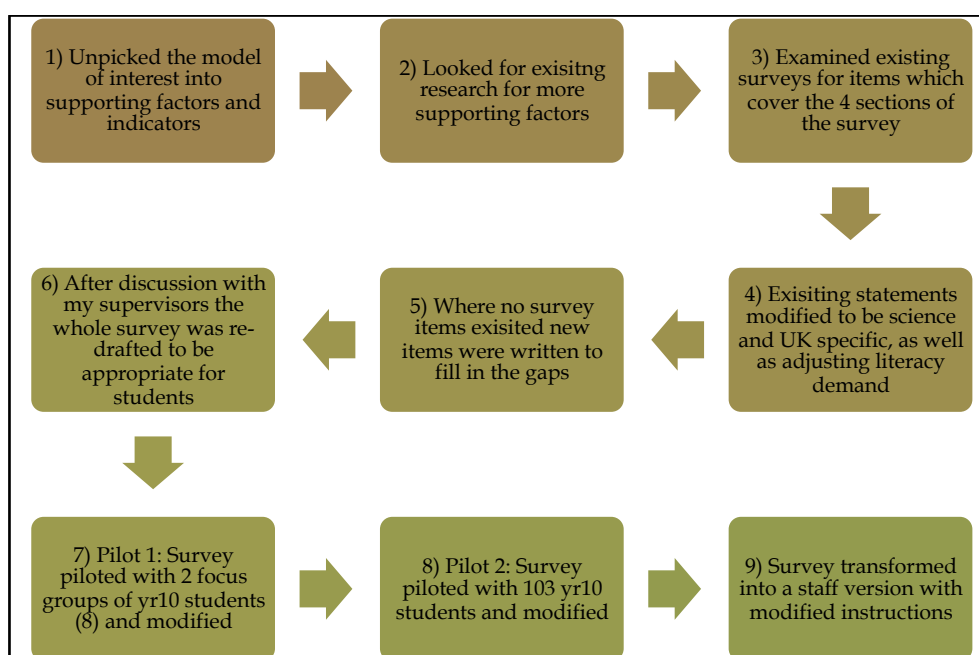 1) Unpicked the model
of interest into
supporting factors and
indicators
2) Looked for exisitng
research for more
supporting factors
3) Examined existing
surveys for items which
cover the 4 sections of
the survey
4) Exisiting statements
modified to be science
and UK specific, as well
as adjusting literacy
demand
5) Where no survey
items exisited new
items were written to
fill in the gaps
6) After discussion with
my supervisors the
whole survey was re-
drafted to be
appropriate for
students
7) Pilot 1: Survey
piloted with 2 focus
groups of yr10 students
(8) and modified
8) Pilot 2: Survey
piloted with 103 yr10
students and modified
9) Survey transformed
into a staff version with
modified instructions